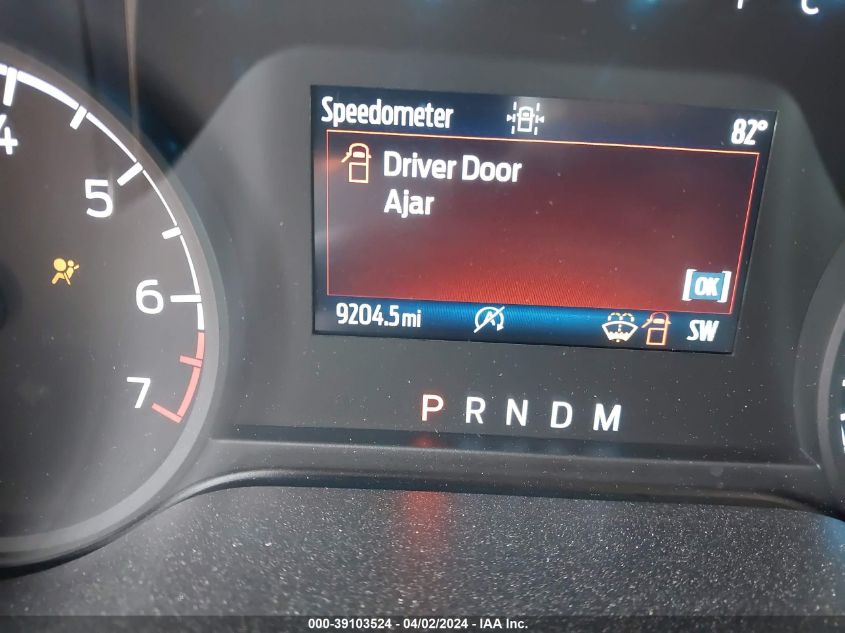 Speedometer 82°
Driver Door
Ajar
[OK]
9204.5 mi SW
4
5
6
7
P R N D M
000-39103524 - 04/02/2024 - IAA Inc.